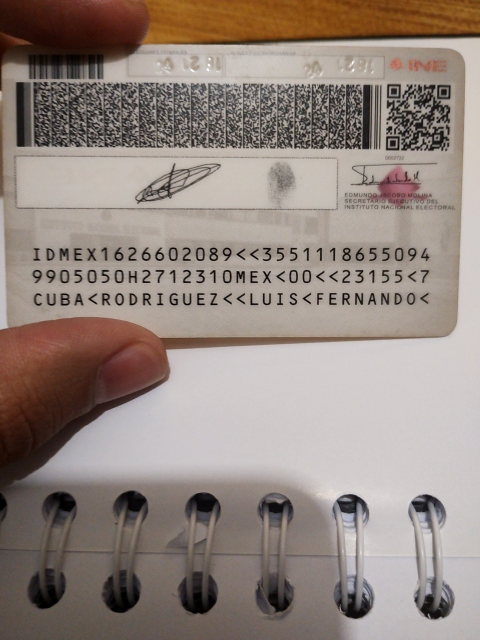 INE
EDMUNDO JACOBO MOLINA
SECRETARIO EJECUTIVO DEL
INSTITUTO NACIONAL ELECTORAL
IDMEX1626602089<<3551118655094
9905050H2712310MEX<00<<23155<7
CUBA<RODRIGUEZ<<LUIS<FERNANDO<